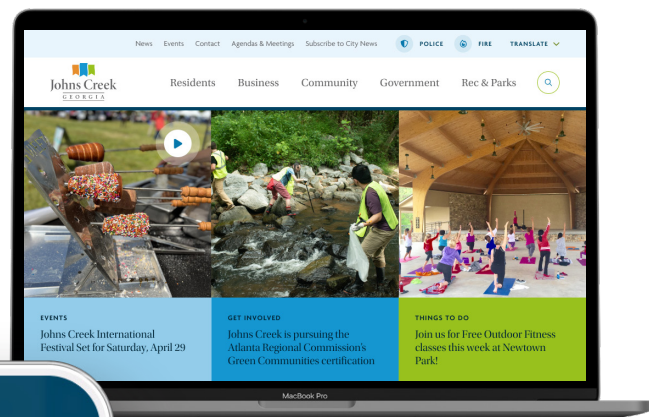 News Events Contact Agendas & Meetings Subscribe to City News POLICE FIRE TRANSLATE
Johns Creek
GEORGIA
Residents Business Community Government Rec & Parks
EVENTS
Johns Creek International
Festival Set for Saturday, April 29
GET INVOLVED
Johns Creek is pursuing the
Atlanta Regional Commission's
Green Communities certification
THINGS TO DO
Join us for Free Outdoor Fitness
classes this week at Newtown
Park!
MacBook Pro